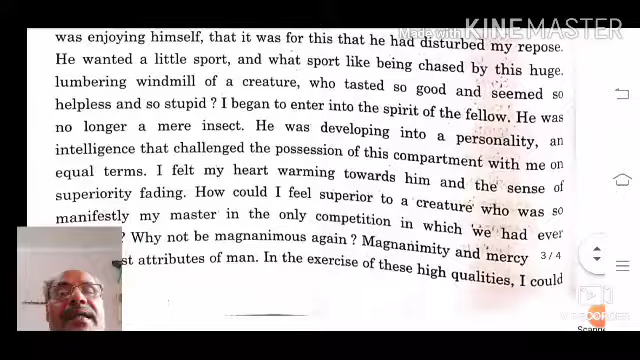 Made with KINEMASTER
was enjoying himself, that it was for this that he had disturbed my repose.
He wanted a little sport, and what sport like being chased by this huge,
lumbering windmill of a creature, who tasted so good and seemed so
helpless and so stupid ? I began to enter into the spirit of the fellow. He was
no longer a mere insect. He was developing into a personality, an
intelligence that challenged the possession of this compartment with me on
equal terms. I felt my heart warming towards him and the sense of
superiority fading. How could I feel superior to a creature who was so
manifestly my master in the only competition in which we had ever
? Why not be magnanimous again ? Magnanimity and mercy
attributes of man. In the exercise of these high qualities, I could
3/4
RECORDER